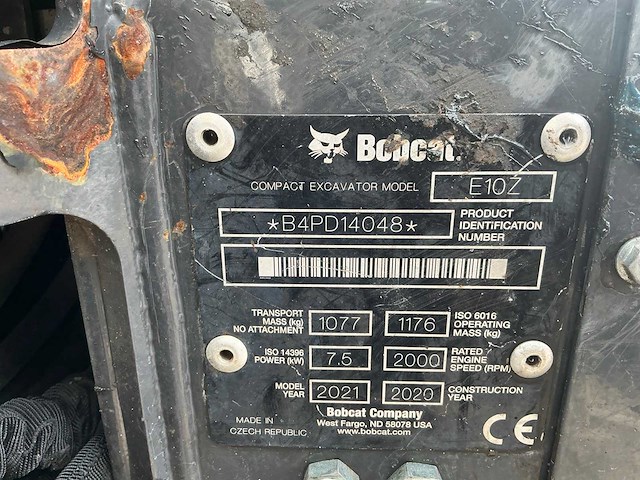 Bobcat.
COMPACT EXCAVATOR MODEL E10Z
*B4PD14048* PRODUCT IDENTIFICATION NUMBER
TRANSPORT MASS (kg) NO ATTACHMENT 1077 1176 ISO 6016 OPERATING MASS (kg)
ISO 14396 POWER (kW) 7.5 2000 RATED ENGINE SPEED (RPM)
MODEL YEAR 2021 2020 CONSTRUCTION YEAR
Bobcat Company
West Fargo, ND 58078 USA
www.bobcat.com
MADE IN
CZECH REPUBLIC
CE